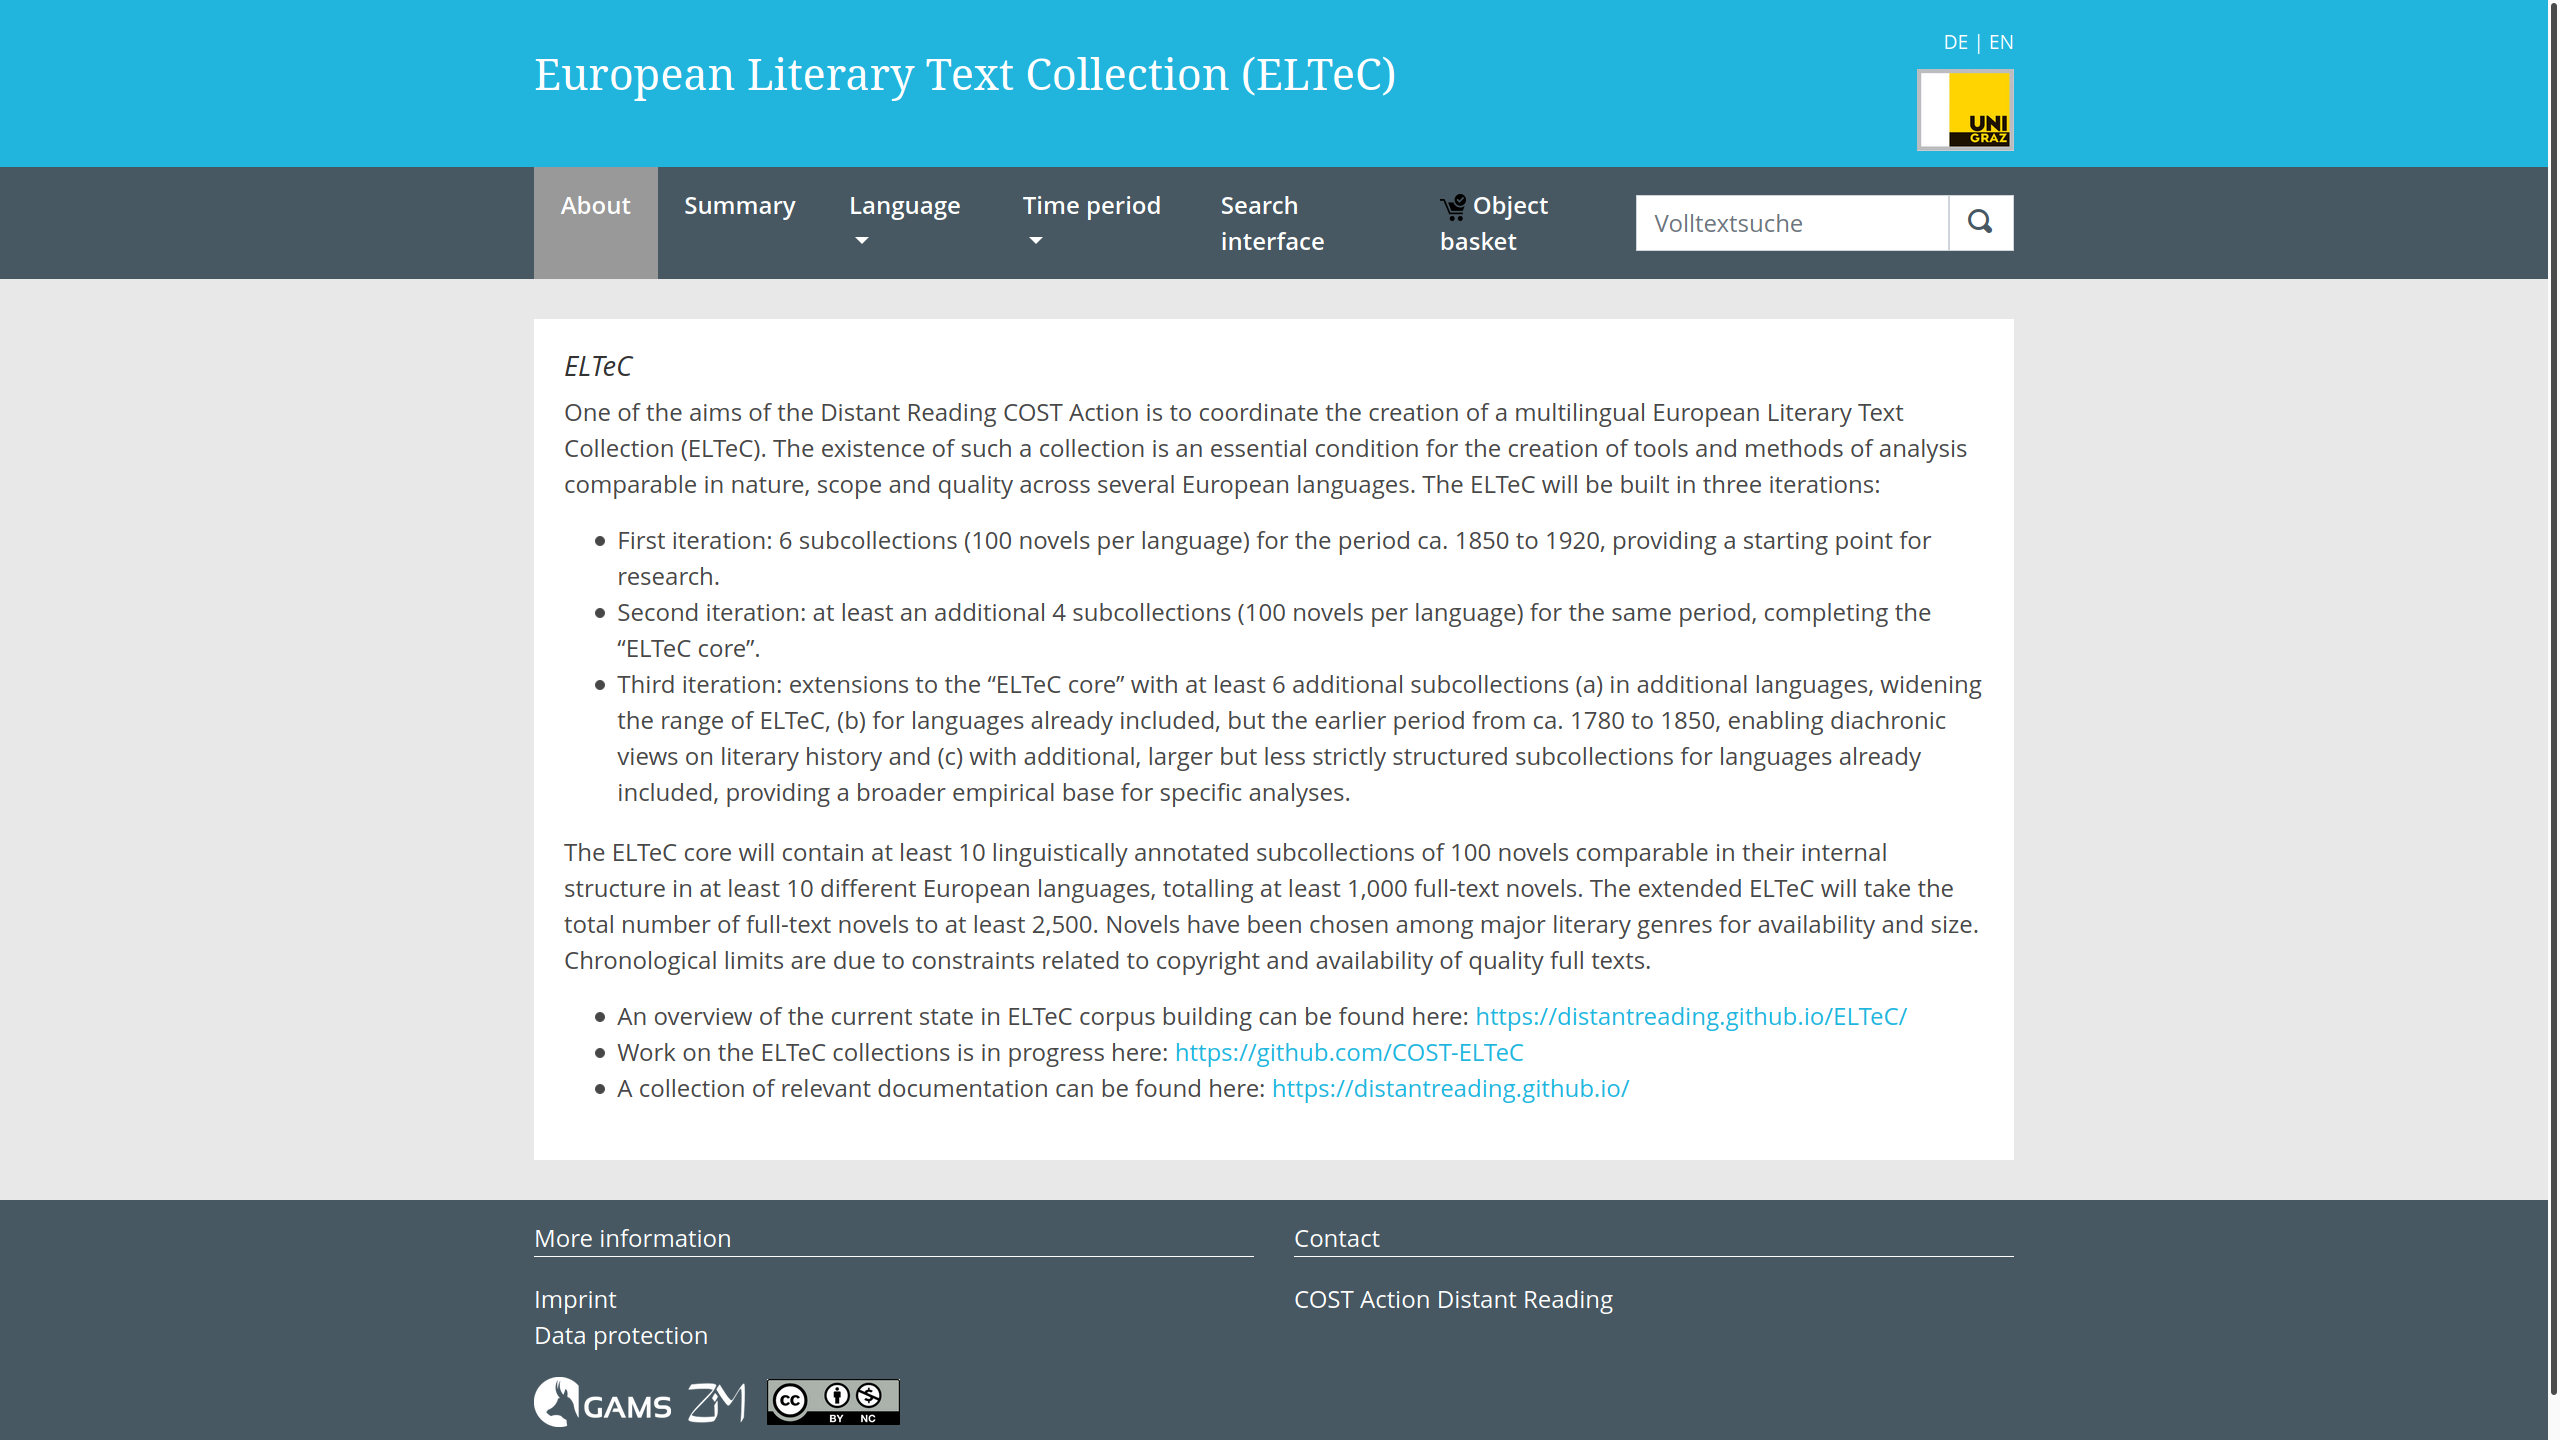 European Literary Text Collection (ELTeC)
DE | EN
UNI
GRAZ
About
Summary
Language
Time period
Search
interface
Object
basket
Volltextsuche
ELTeC
One of the aims of the Distant Reading COST Action is to coordinate the creation of a multilingual European Literary Text
Collection (ELTeC). The existence of such a collection is an essential condition for the creation of tools and methods of analysis
comparable in nature, scope and quality across several European languages. The ELTeC will be built in three iterations:
First iteration: 6 subcollections (100 novels per language) for the period ca. 1850 to 1920, providing a starting point for
research.
Second iteration: at least an additional 4 subcollections (100 novels per language) for the same period, completing the
“ELTeC core”.
Third iteration: extensions to the “ELTeC core” with at least 6 additional subcollections (a) in additional languages, widening
the range of ELTeC, (b) for languages already included, but the earlier period from ca. 1780 to 1850, enabling diachronic
views on literary history and (c) with additional, larger but less strictly structured subcollections for languages already
included, providing a broader empirical base for specific analyses.
The ELTeC core will contain at least 10 linguistically annotated subcollections of 100 novels comparable in their internal
structure in at least 10 different European languages, totalling at least 1,000 full-text novels. The extended ELTeC will take the
total number of full-text novels to at least 2,500. Novels have been chosen among major literary genres for availability and size.
Chronological limits are due to constraints related to copyright and availability of quality full texts.
An overview of the current state in ELTeC corpus building can be found here: https://distantreading.github.io/ELTeC/
Work on the ELTeC collections is in progress here: https://github.com/COST-ELTeC
A collection of relevant documentation can be found here: https://distantreading.github.io/
More information
Imprint
Data protection
Contact
COST Action Distant Reading
GAMS
ZIM
CC
BY NC